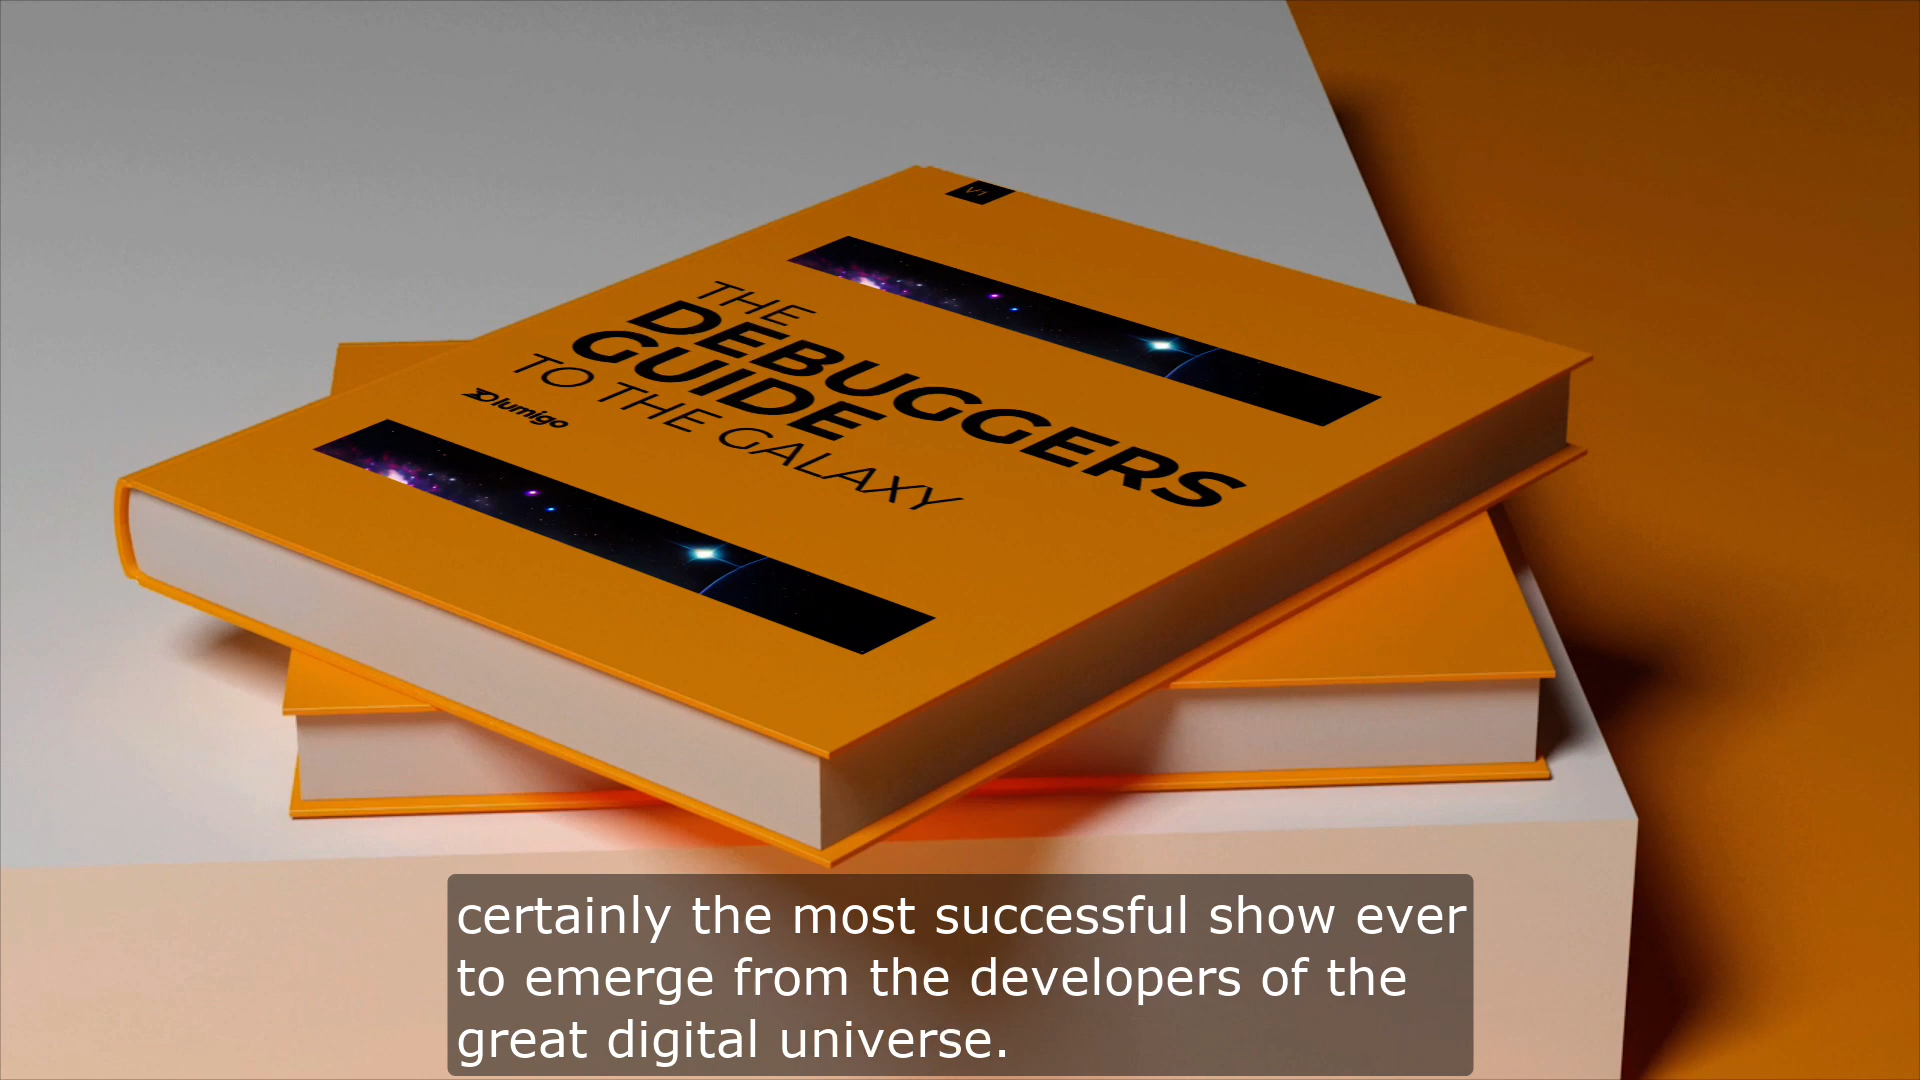 V1
THE
DEBUGGERS
GUIDE
TO THE GALAXY
lumigo
certainly the most successful show ever
to emerge from the developers of the
great digital universe.